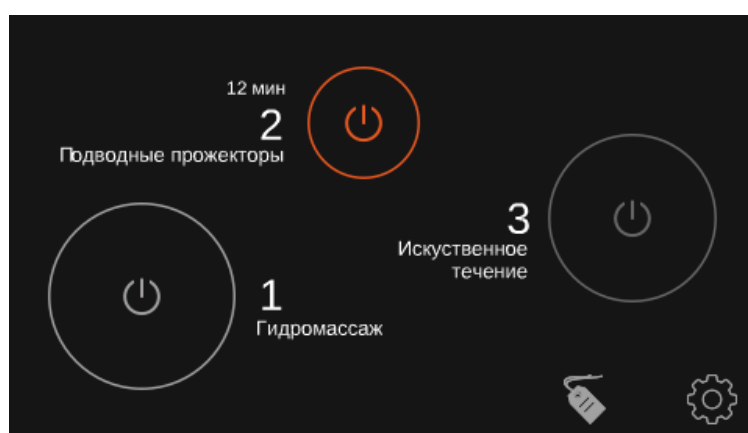 12 мин
2
Подводные прожекторы
3
Искуственное
течение
1
Гидромассаж